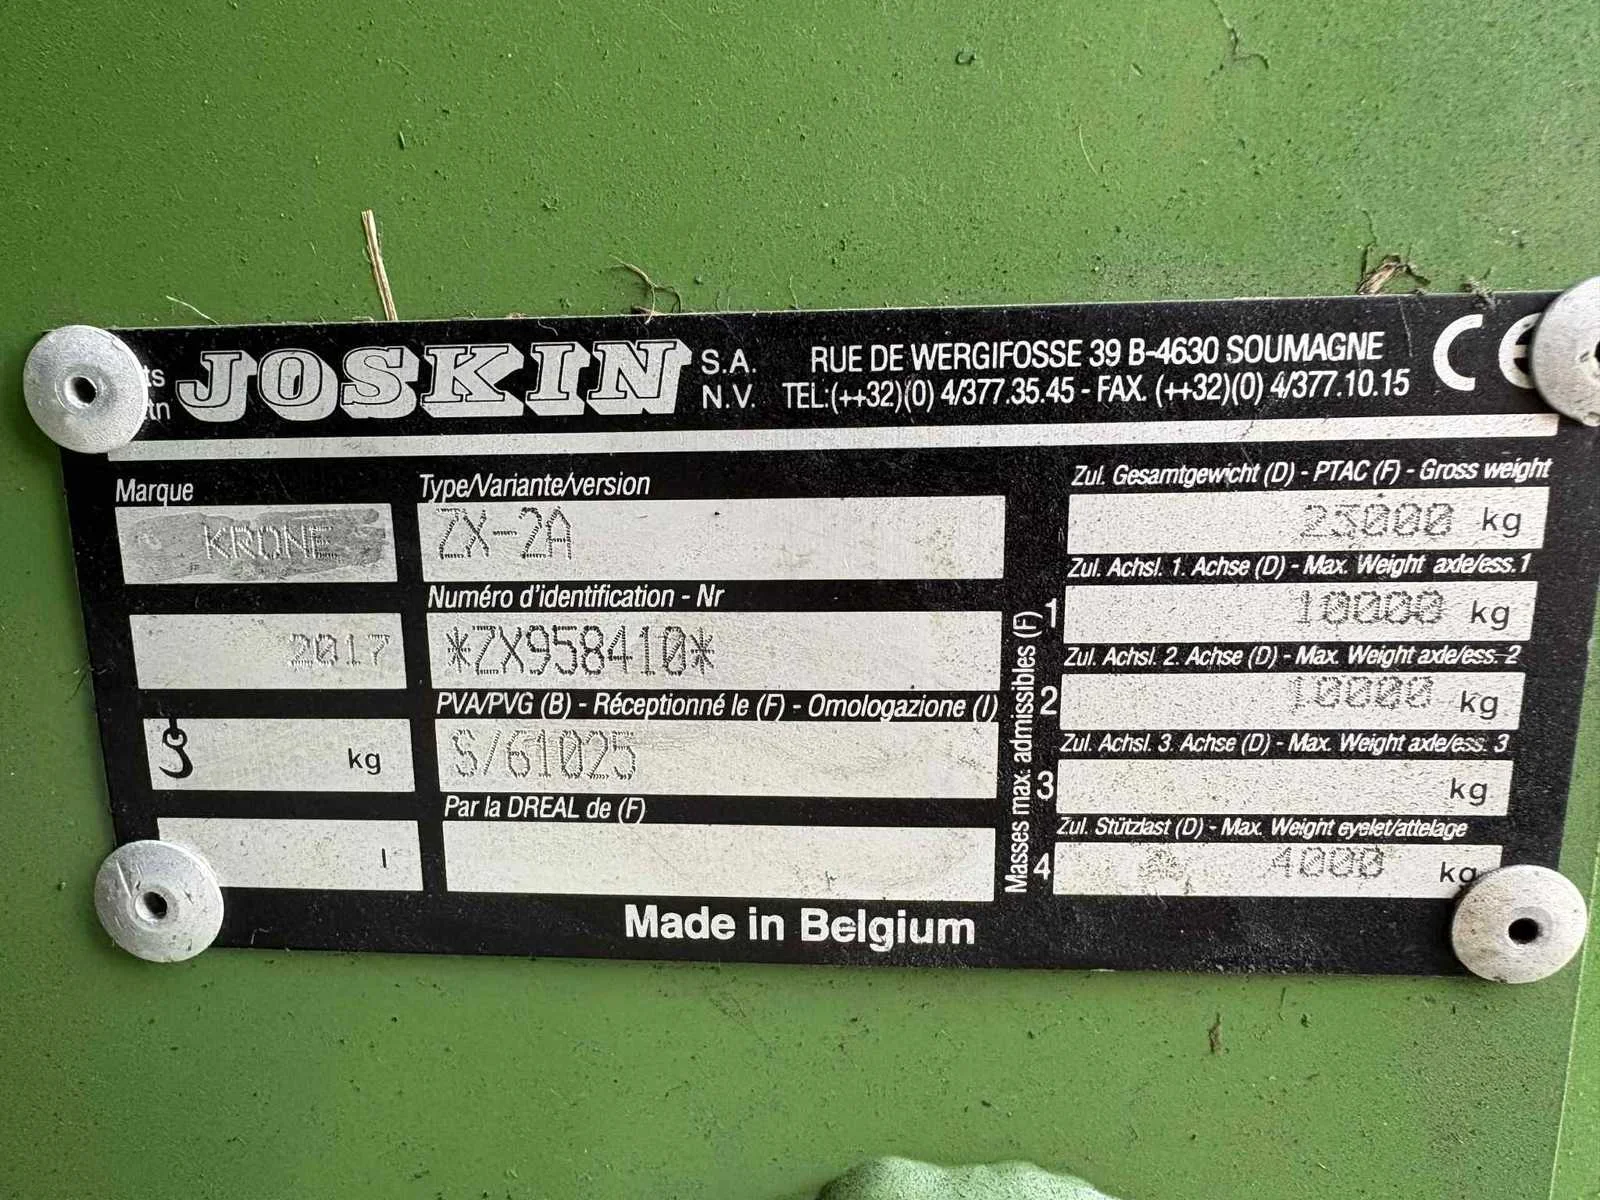 ts JOSKIN S.A. RUE DE WERGIFOSSE 39 B-4630 SOUMAGNE CE
tn N.V. TEL:(++32)(0) 4/377.35.45 - FAX. (++32)(0) 4/377.10.15
Marque
KRONE
2017
kg
l
Type/Variante/version
ZX-2A
Numéro d'identification - Nr
*ZX958410*
PVA/PVG (B) - Réceptionné le (F) - Omologazione (I)
S/61025
Par la DREAL de (F)
Masses max. admissibles (F)
Zul. Gesamtgewicht (D) - PTAC (F) - Gross weight
23000 kg
Zul. Achsl. 1. Achse (D) - Max. Weight axle/ess. 1
1 10000 kg
Zul. Achsl. 2. Achse (D) - Max. Weight axle/ess. 2
2 10000 kg
Zul. Achsl. 3. Achse (D) - Max. Weight axle/ess. 3
3 kg
Zul. Stützlast (D) - Max. Weight eyelet/attelage
4 4000 kg
Made in Belgium